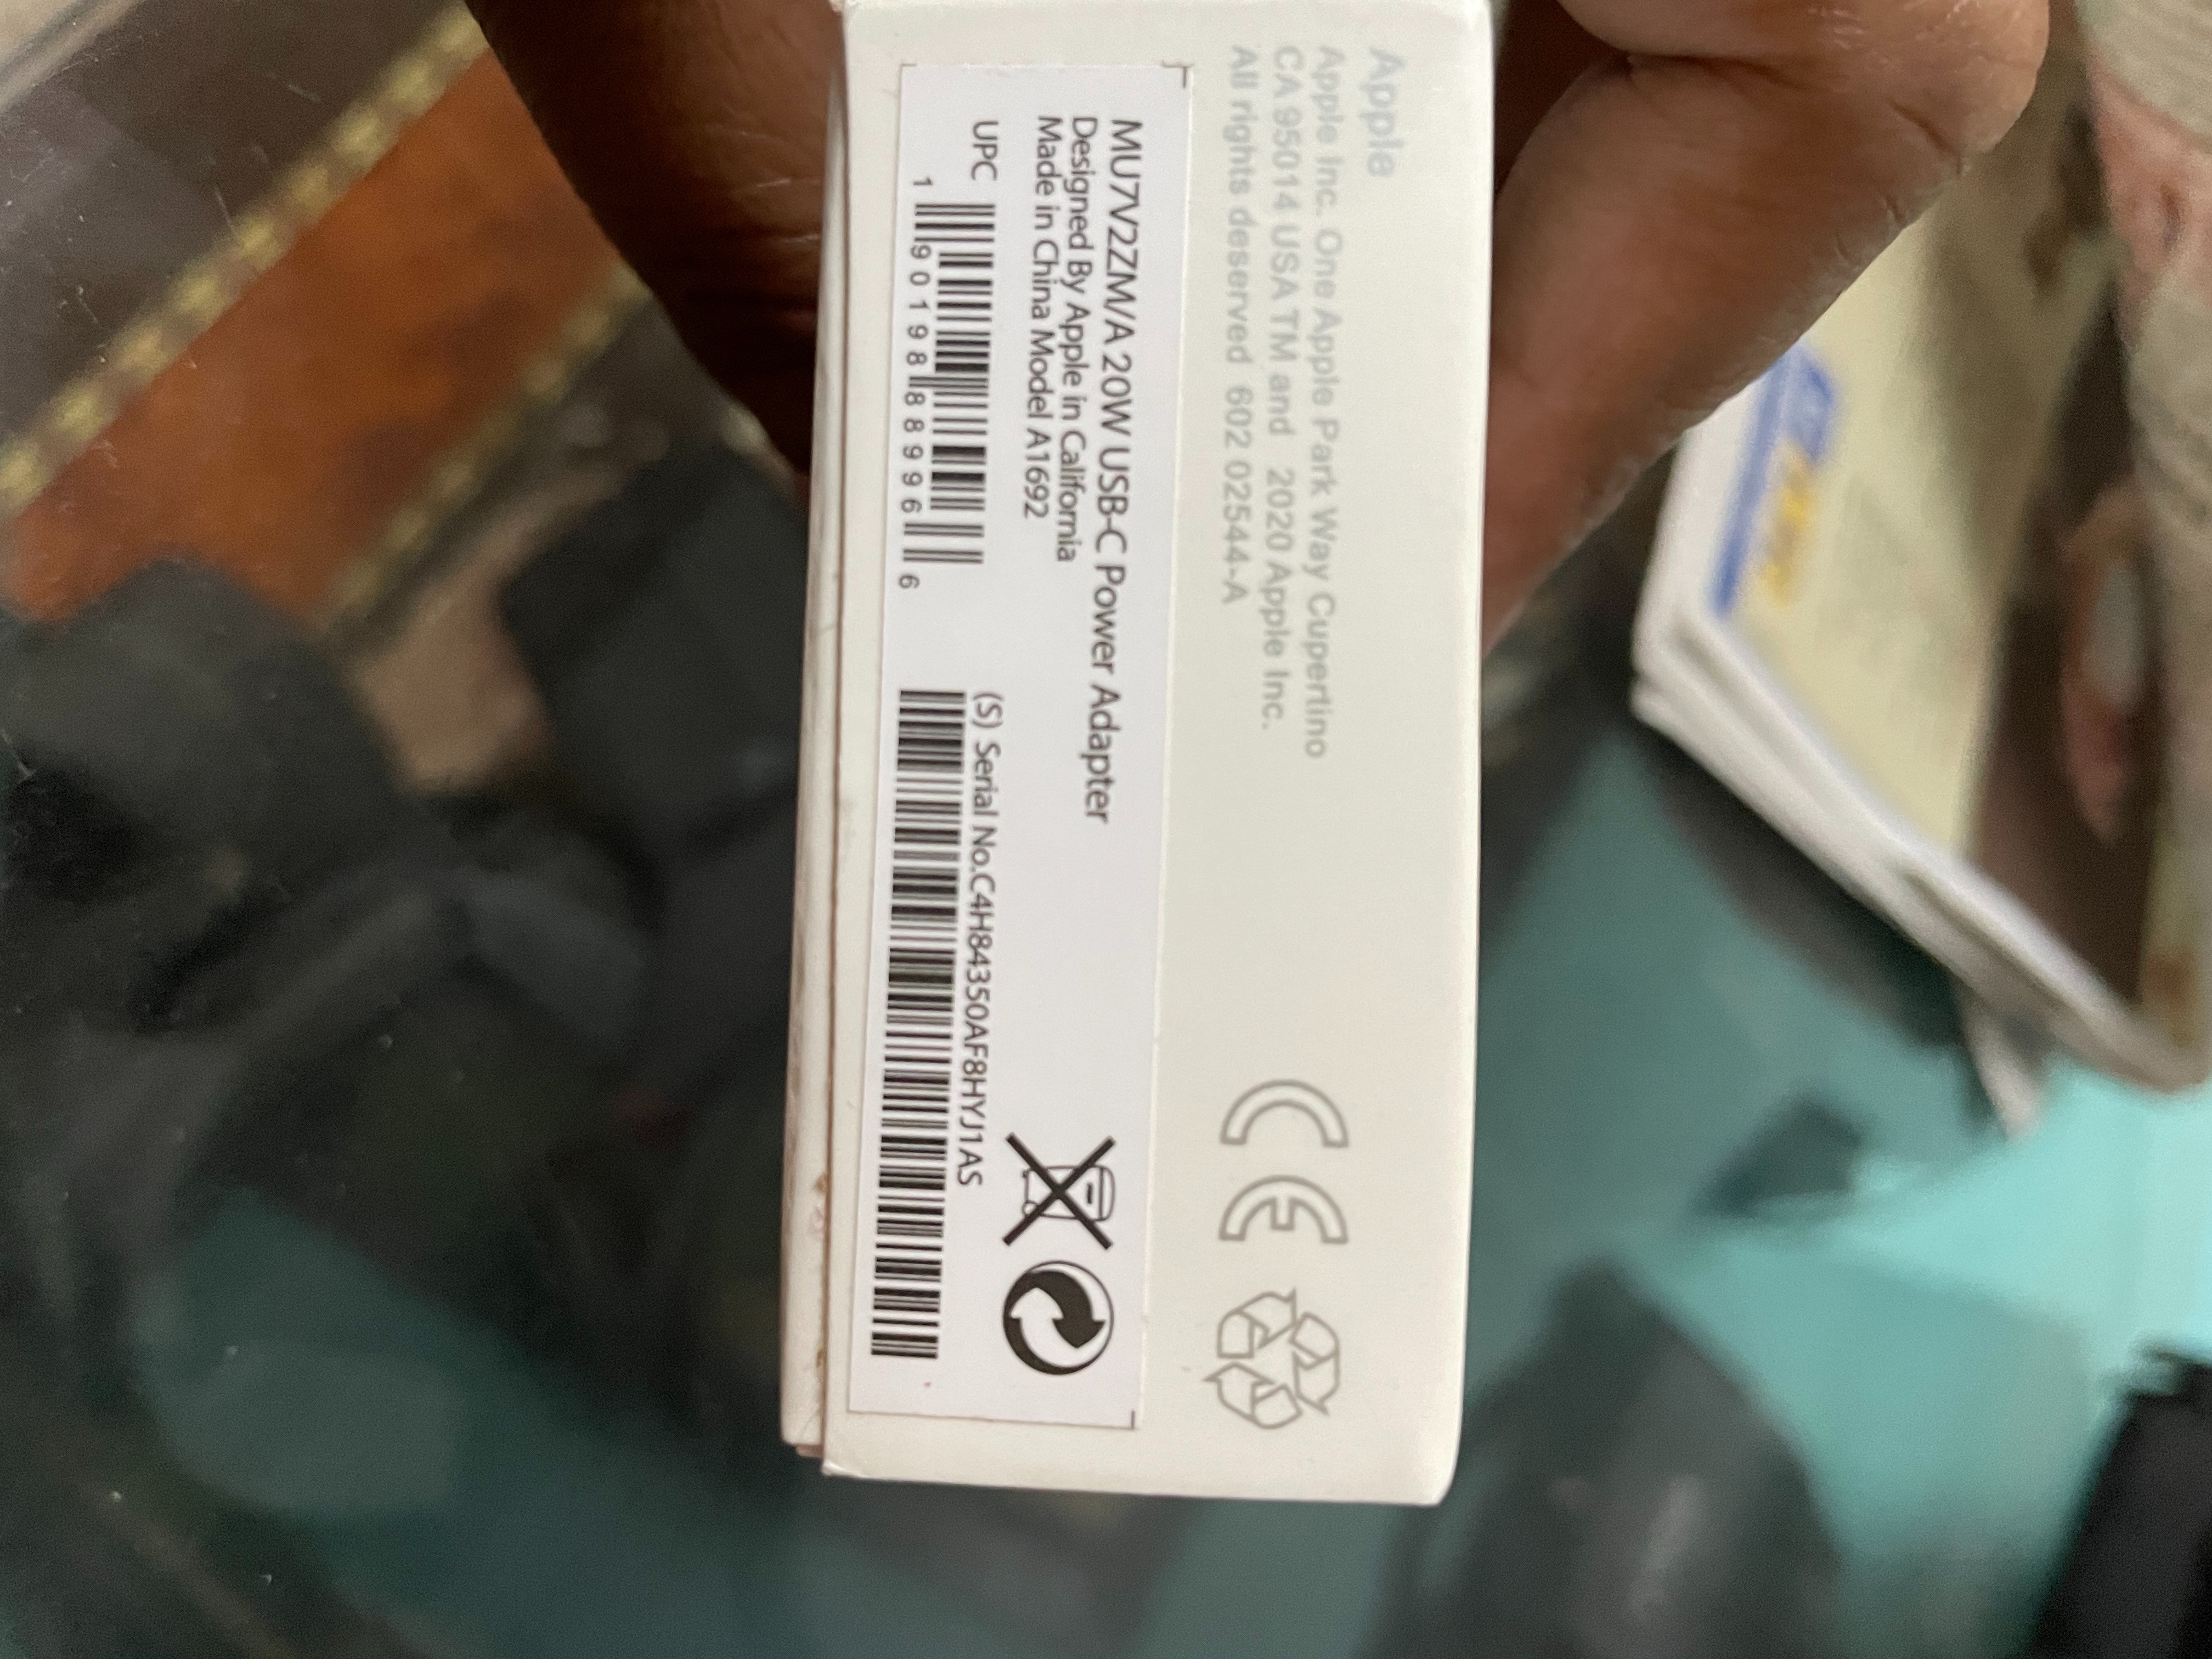 Apple
Apple Inc. One Apple Park Way Cupertino
CA 95014 USA TM and 2020 Apple Inc.
All rights deserved 602 02544-A
MU7V2ZM/A 20W USB-C Power Adapter
Designed By Apple in California
Made in China Model A1692
UPC
1 90198 88996 6
(S) Serial No.C4H84350AF8HYJ1AS
CE